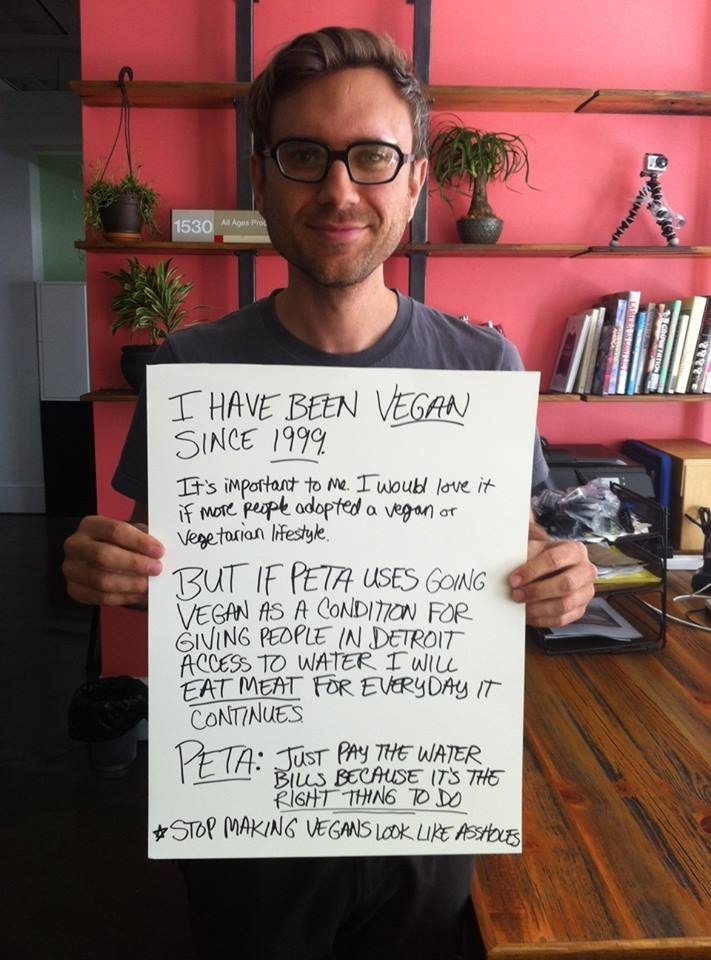 1530 All Ages Pro
I HAVE BEEN VEGAN
SINCE 1999.
It's important to me. I would love it
if more people adopted a vegan or
vegetarian lifestyle.
BUT IF PETA USES GOING
VEGAN AS A CONDITION FOR
GIVING PEOPLE IN DETROIT
ACCESS TO WATER I WILL
EAT MEAT FOR EVERYDAY IT
CONTINUES
PETA: JUST PAY THE WATER
BILLS BECAUSE IT'S THE
RIGHT THING TO DO
☆ STOP MAKING VEGANS LOOK LIKE ASSHOLES